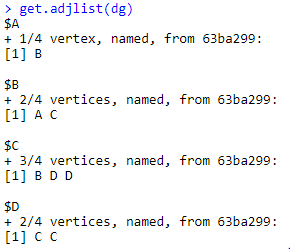 > get.adjlist(dg)
$A
+ 1/4 vertex, named, from 63ba299:
[1] B
$B
+ 2/4 vertices, named, from 63ba299:
[1] A C
$C
+ 3/4 vertices, named, from 63ba299:
[1] B D D
$D
+ 2/4 vertices, named, from 63ba299:
[1] C C